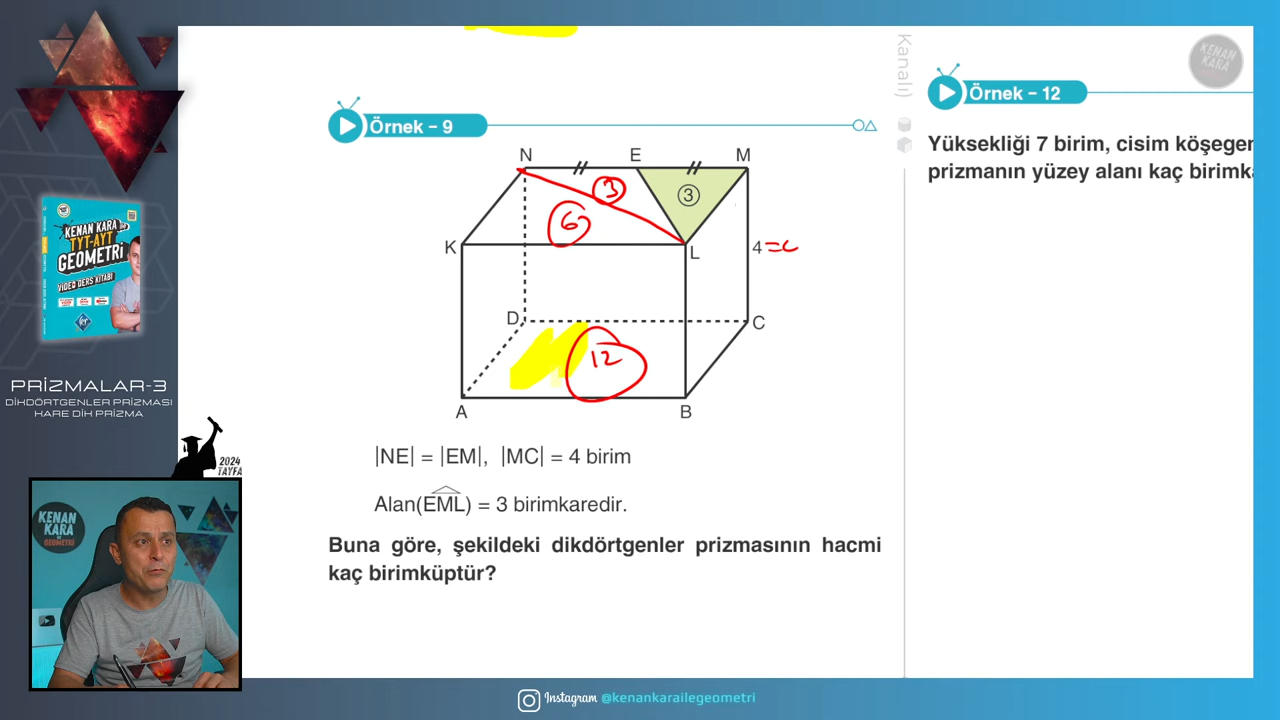 Örnek – 9
N E M
3
3
6
K L 4 =c
D C
12
A B
|NE| = |EM|, |MC| = 4 birim
Alan(EML) = 3 birimkaredir.
Buna göre, şekildeki dikdörtgenler prizmasının hacmi
kaç birimküptür?
Kanalı)
KENAN
KARA
Örnek – 12
Yüksekliği 7 birim, cisim köşegen
prizmanın yüzey alanı kaç birimka
KENAN KARA
TYT-AYT
GEOMETRİ
VİDEO DERS KİTABI
PRİZMALAR-3
DİKDÖRTGENLER PRİZMASI
KARE DİK PRİZMA
2024
TAYFA
KENAN
KARA
GEOMETRİ
Instagram @kenankarailegeometri